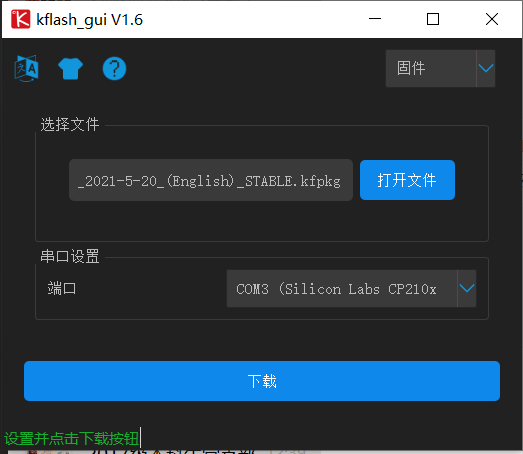 kflash_gui V1.6
固件
选择文件
_2021-5-20_(English)_STABLE.kfpkg
打开文件
串口设置
端口
COM3 (Silicon Labs CP210x
下载
设置并点击下载按钮